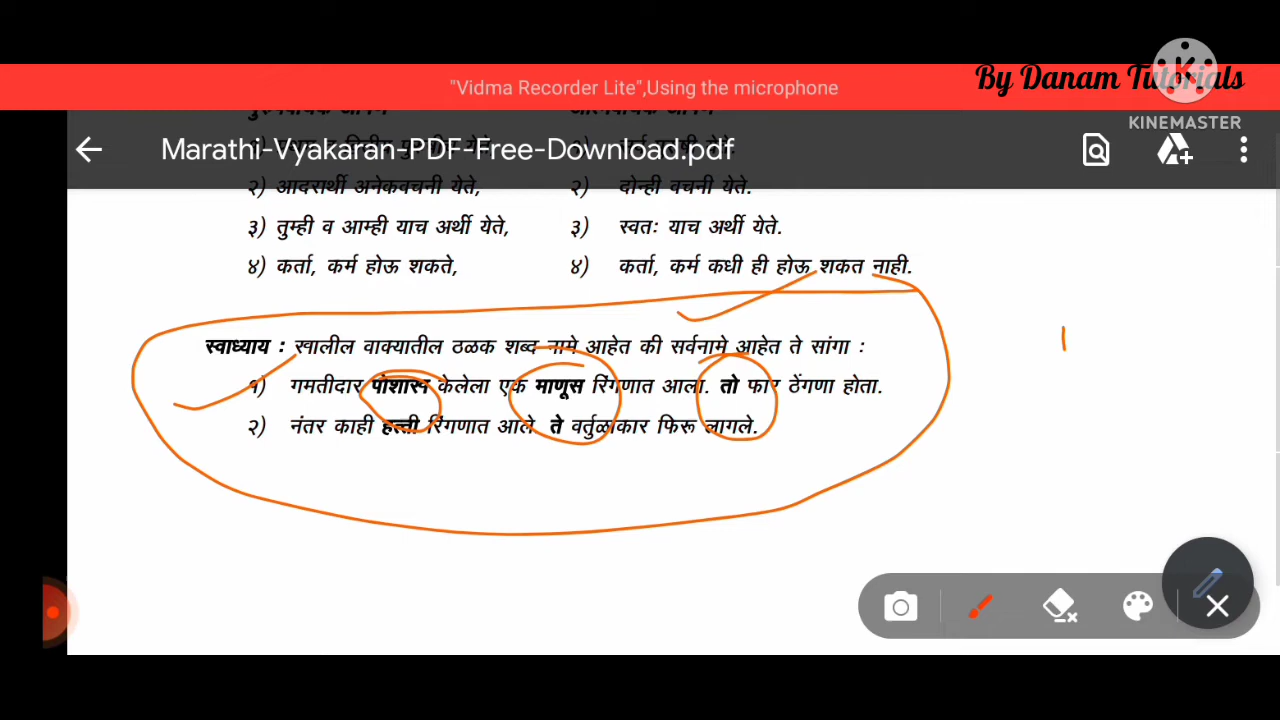 "Vidma Recorder Lite",Using the microphone
By Danam Tutorials
KINEMASTER
Marathi-Vyakaran-PDF-Free-Download.pdf
२) आदरार्थी अनेकवचनी येते, २) दोन्ही वचनी येते.
३) तुम्ही व आम्ही याच अर्थी येते, ३) स्वतः याच अर्थी येते.
४) कर्ता, कर्म होऊ शकते, ४) कर्ता, कर्म कधी ही होऊ शकत नाही.
स्वाध्याय : खालील वाक्यातील ठळक शब्द नामे आहेत की सर्वनामे आहेत ते सांगा :
१) गमतीदार पोशाख केलेला एक माणूस रिंगणात आला. तो फार ठेंगणा होता.
२) नंतर काही हत्ती रिंगणात आले ते वर्तुळाकार फिरू लागले.